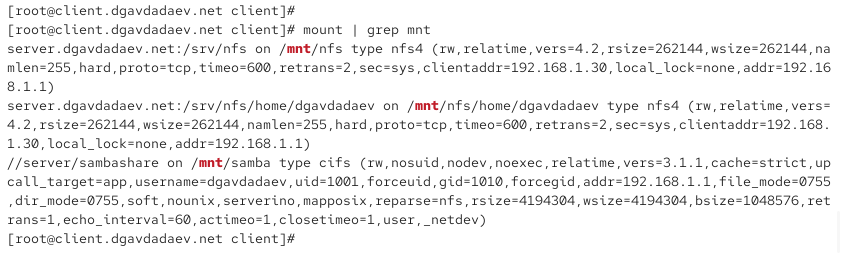 [root@client.dgavdadaev.net client]#
[root@client.dgavdadaev.net client]# mount | grep mnt
server.dgavdadaev.net:/srv/nfs on /mnt/nfs type nfs4 (rw,relatime,vers=4.2,rsize=262144,wsize=262144,na
mlen=255,hard,proto=tcp,timeo=600,retrans=2,sec=sys,clientaddr=192.168.1.30,local_lock=none,addr=192.16
8.1.1)
server.dgavdadaev.net:/srv/nfs/home/dgavdadaev on /mnt/nfs/home/dgavdadaev type nfs4 (rw,relatime,vers=
4.2,rsize=262144,wsize=262144,namlen=255,hard,proto=tcp,timeo=600,retrans=2,sec=sys,clientaddr=192.168.
1.30,local_lock=none,addr=192.168.1.1)
//server/sambashare on /mnt/samba type cifs (rw,nosuid,nodev,noexec,relatime,vers=3.1.1,cache=strict,up
call_target=app,username=dgavdadaev,uid=1001,forceuid,gid=1010,forcegid,addr=192.168.1.1,file_mode=0755
,dir_mode=0755,soft,nounix,serverino,mapposix,reparse=nfs,rsize=4194304,wsize=4194304,bsize=1048576,ret
rans=1,echo_interval=60,actimeo=1,closetimeo=1,user,_netdev)
[root@client.dgavdadaev.net client]#